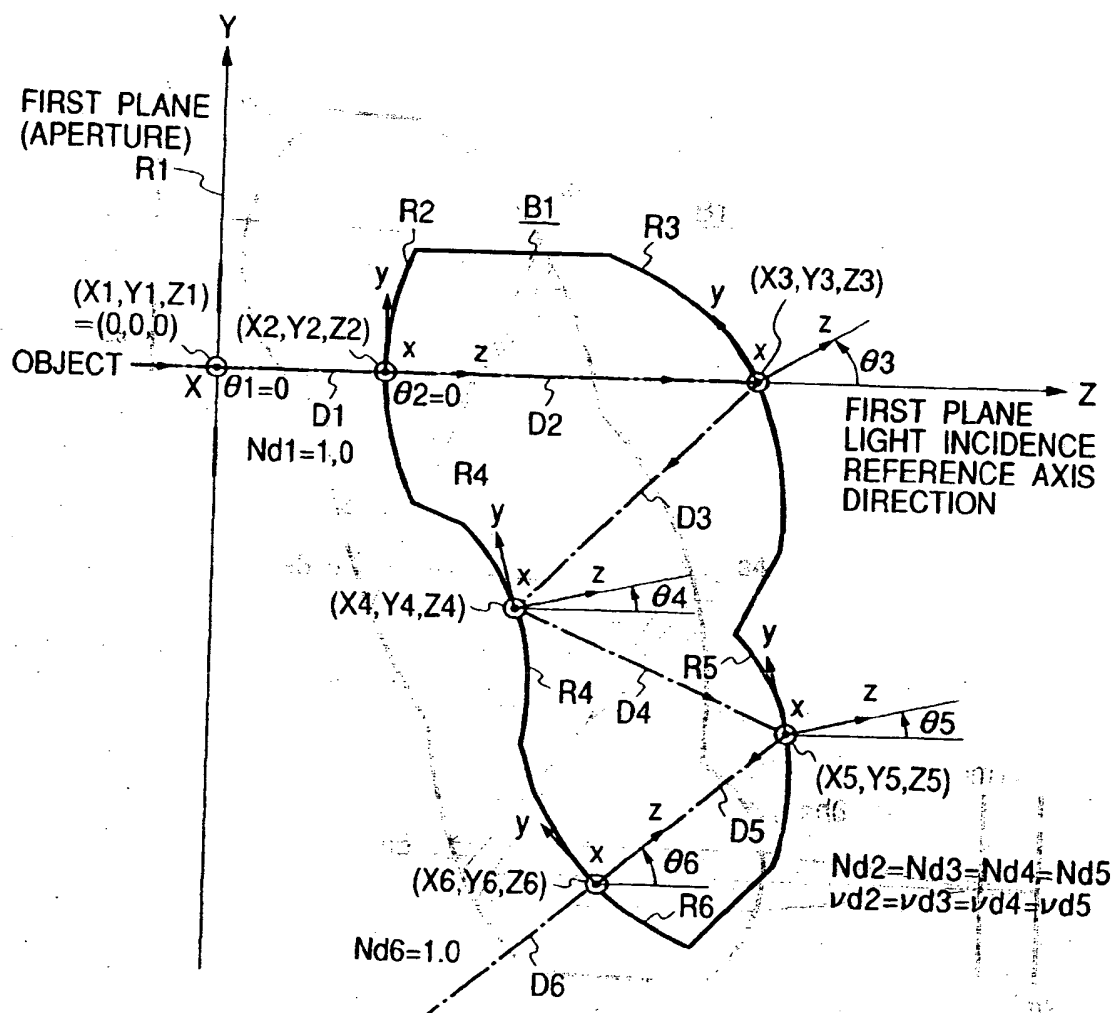 Y
FIRST PLANE
(APERTURE)
R1
R2
B1
R3
(X1,Y1,Z1)
=(0,0,0)
y
(X2,Y2,Z2)
x
z
y
(X3,Y3,Z3)
x
z
θ3
OBJECT
X
θ1=0
D1
θ2=0
D2
Z
Nd1=1,0
FIRST PLANE
LIGHT INCIDENCE
REFERENCE AXIS
DIRECTION
R4
D3
y
x
z
θ4
(X4,Y4,Z4)
R4
D4
R5
y
x
z
θ5
(X5,Y5,Z5)
D5
y
x
z
θ6
(X6,Y6,Z6)
R6
Nd2=Nd3=Nd4=Nd5
νd2=νd3=νd4=νd5
Nd6=1.0
D6